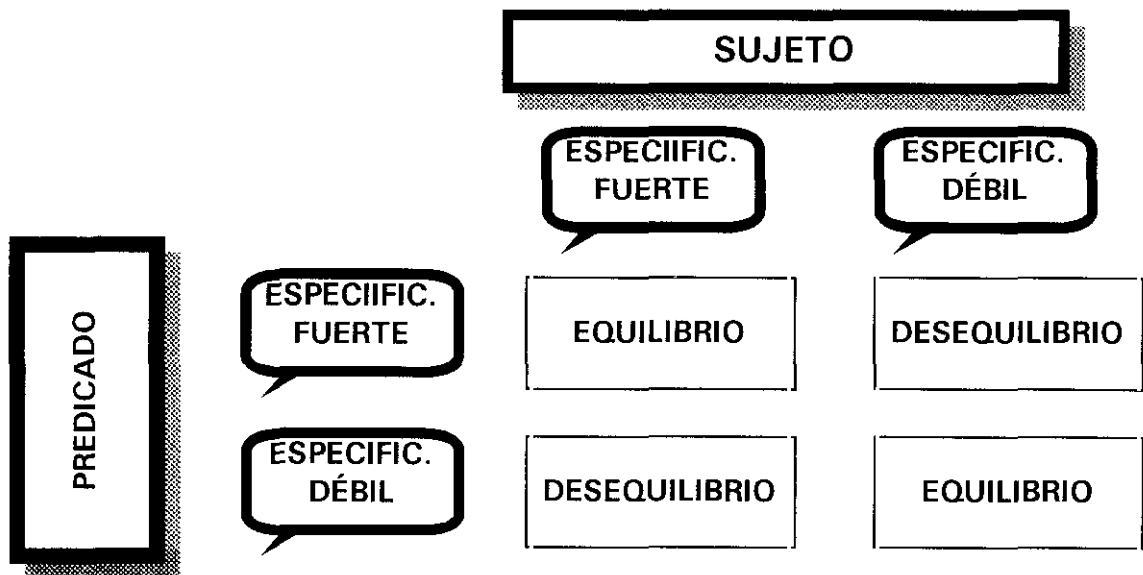 SUJETO
ESPECIIFIC.
FUERTE
ESPECIFIC.
DÉBIL
PREDICADO
ESPECIIFIC.
FUERTE
EQUILIBRIO
DESEQUILIBRIO
ESPECIFIC.
DÉBIL
DESEQUILIBRIO
EQUILIBRIO